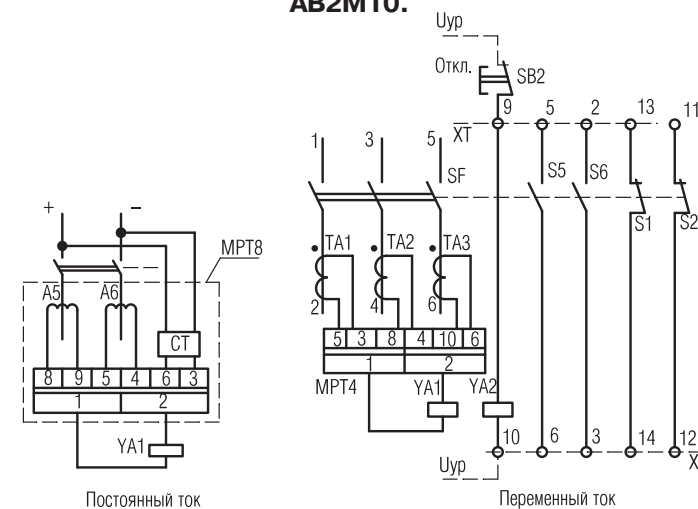 АВ2М10.
Uур
Откл.
SB2
9 5 2 13 11
XT
1 3 5
SF
S5 S6
S1 S2
+ –
МРТ8
TA1 TA2 TA3
A5 A6
2 4 6
СТ
5 3 8 4 10 6
1 2
8 9 5 4 6 3
1 2
МРТ4
YA1 YA2
YA1
10 6 3 14 12
Uур
Постоянный ток
Переменный ток